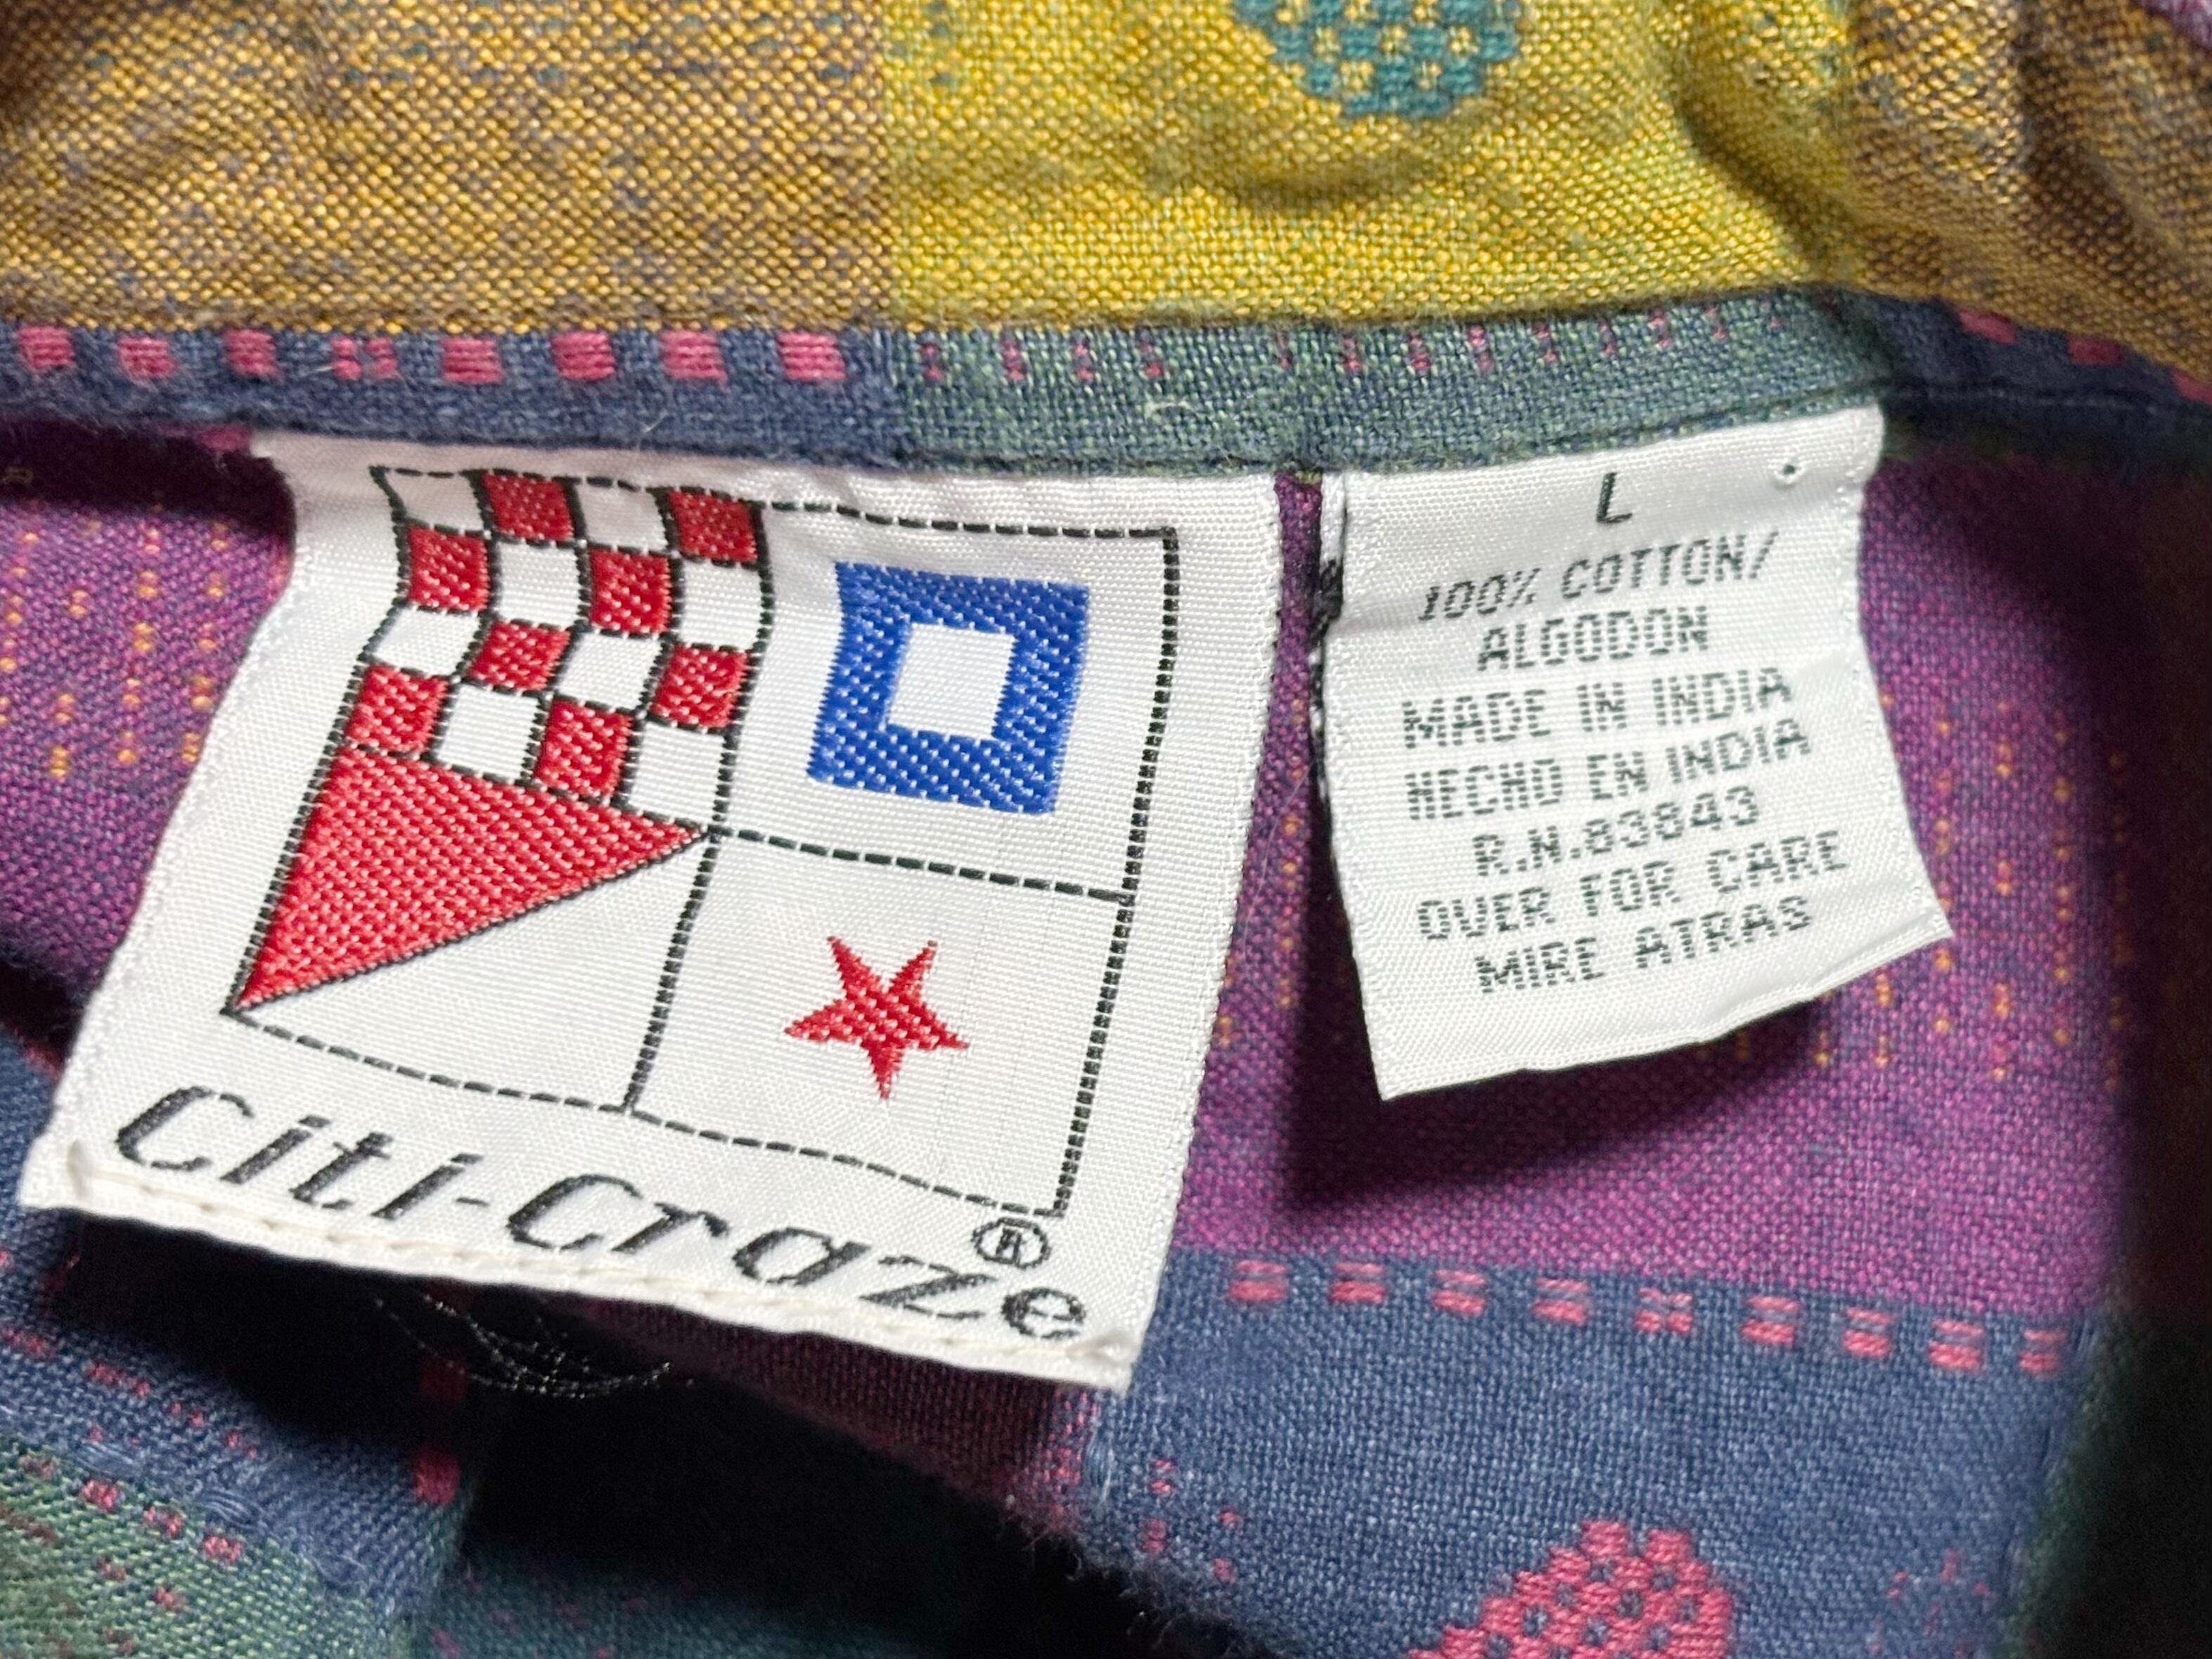 Citi-Craze®
L
100% COTTON/
ALGODON
MADE IN INDIA
HECHO EN INDIA
R.N.83843
OVER FOR CARE
MIRE ATRAS